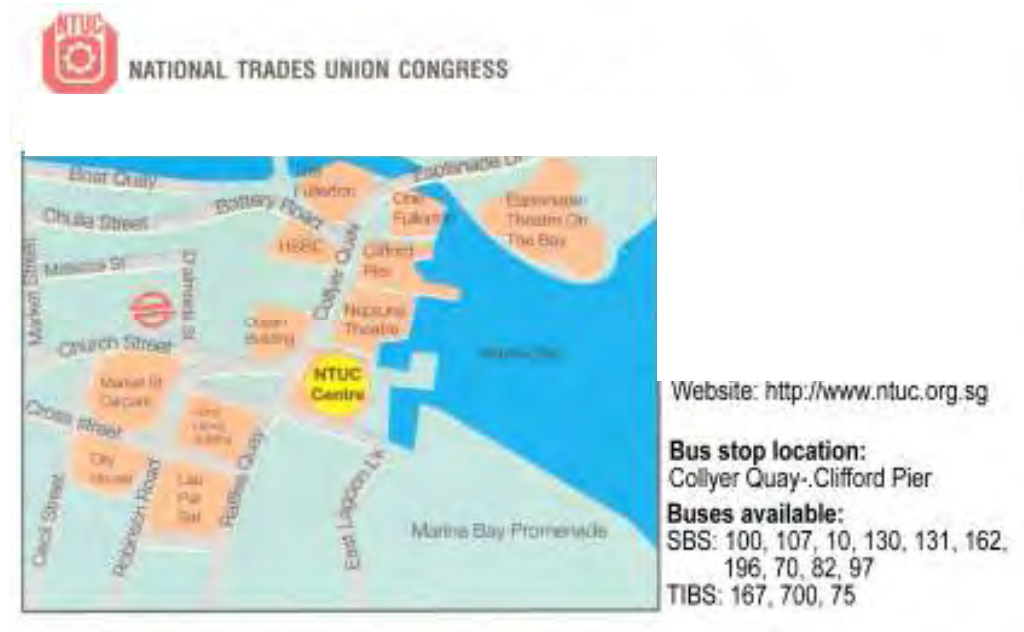 NTUC
NATIONAL TRADES UNION CONGRESS
Boat Quay
Esplanade Dr
Fullerton
One
Fullerton
Esplanade
Theatre On
The Bay
Chulia Street
Battery Road
HSBC
Collyer Quay
Clifford
Pier
Market Street
Malacca St
D'almeida St
Ocean
Building
Neptune
Theatre
Church Street
NTUC
Centre
Market St
Carpark
Cross street
Building
City
House
Lau
Pa
Sat
Raffles Quay
Robinson Road
Cecil Street
East Lagoon Lk
Marina Bay Promenade
Website: http://www.ntuc.org.sg
Bus stop location:
Collyer Quay-.Clifford Pier
Buses available:
SBS: 100, 107, 10, 130, 131, 162,
196, 70, 82, 97
TIBS: 167, 700, 75